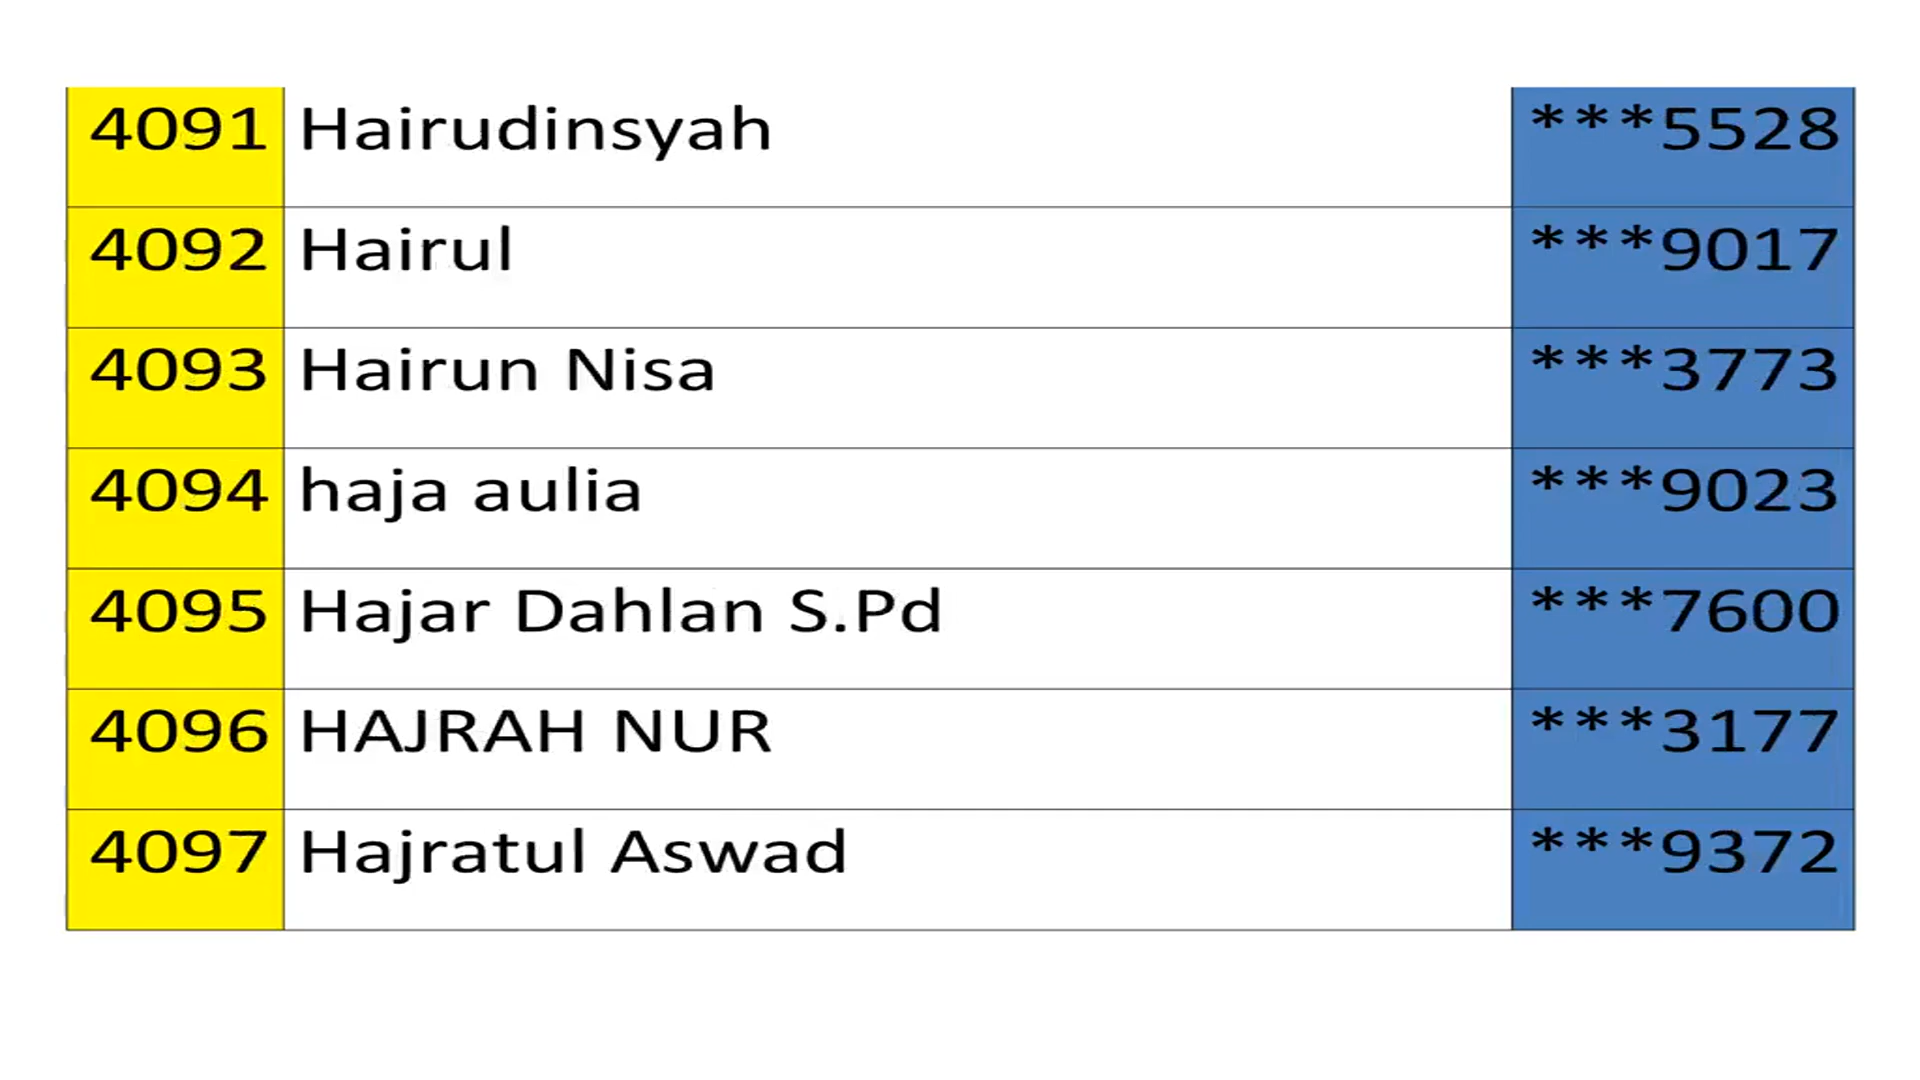 4091 Hairudinsyah ***5528
4092 Hairul ***9017
4093 Hairun Nisa ***3773
4094 haja aulia ***9023
4095 Hajar Dahlan S.Pd ***7600
4096 HAJRAH NUR ***3177
4097 Hajratul Aswad ***9372